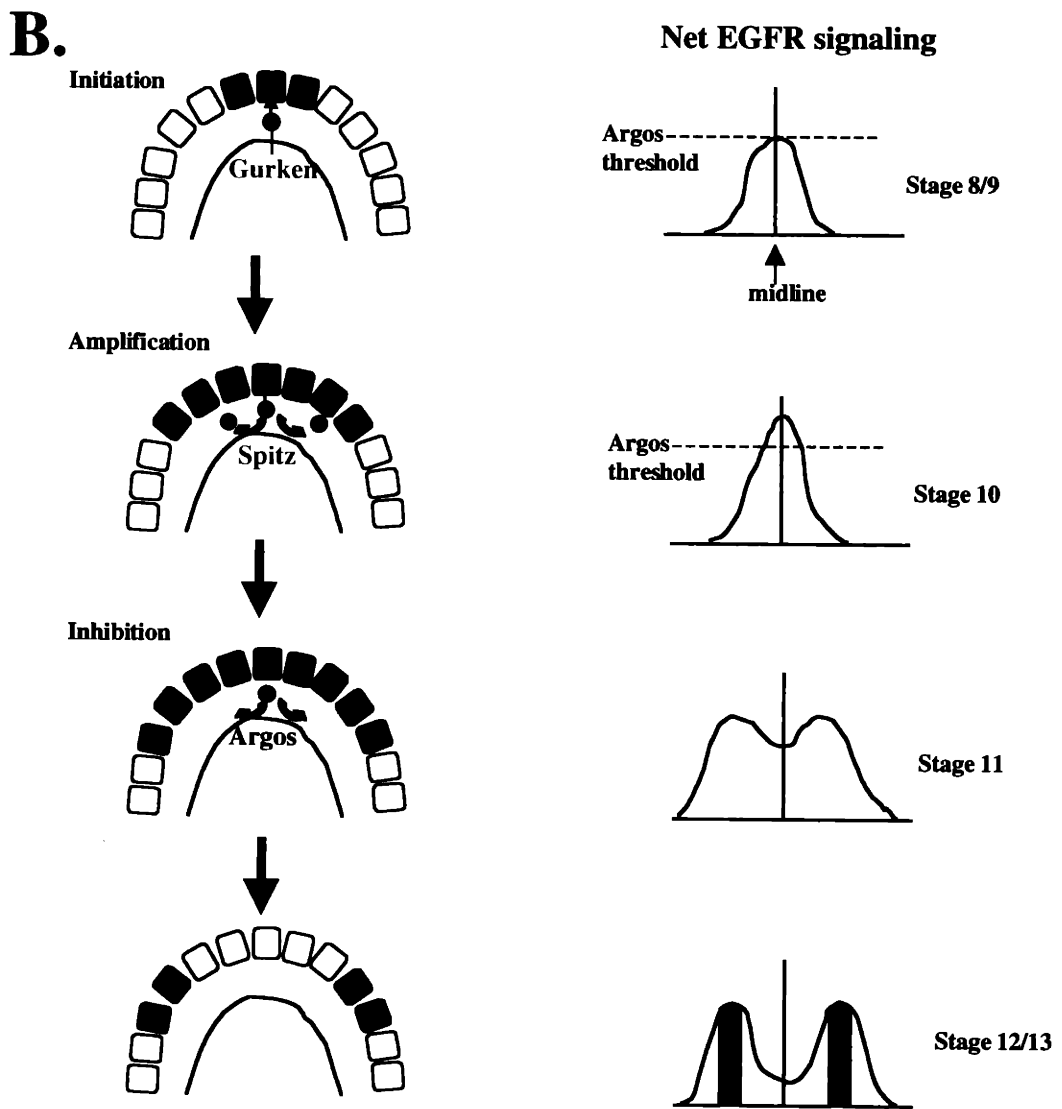 B.
Net EGFR signaling
Initiation
Gurken
Argos
threshold
Stage 8/9
midline
Amplification
Spitz
Argos
threshold
Stage 10
Inhibition
Argos
Stage 11
Stage 12/13